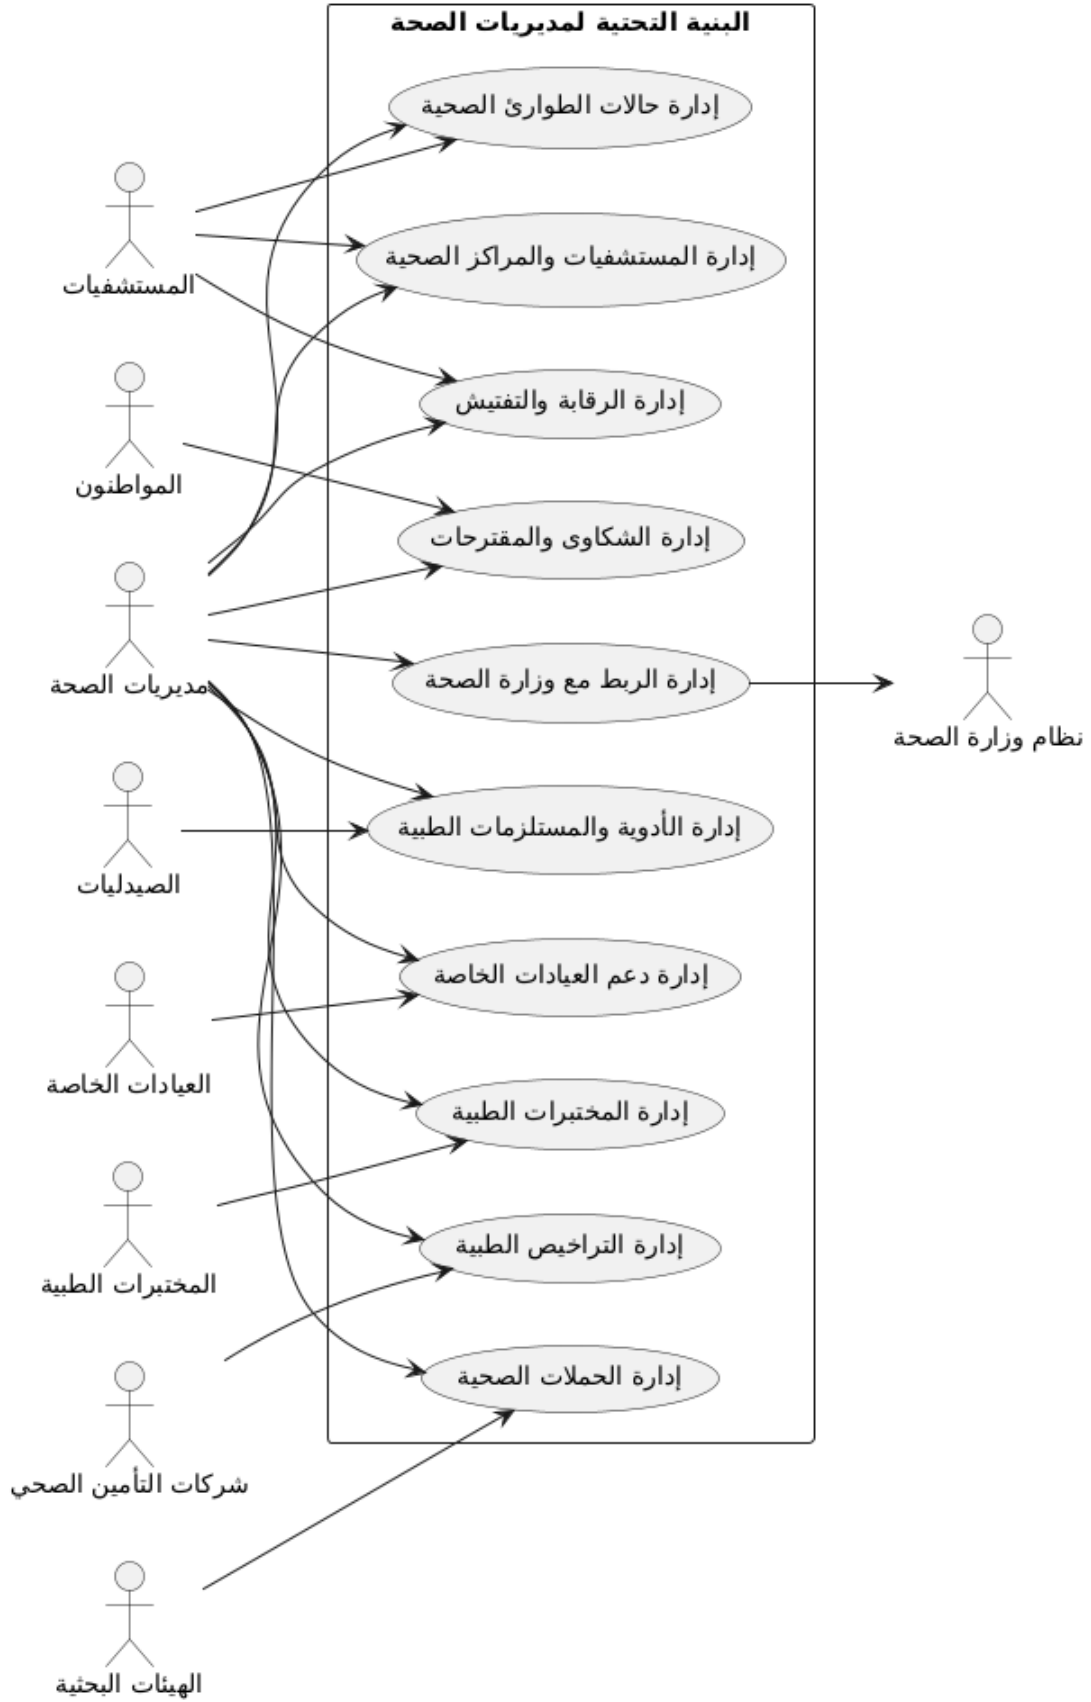 البنية التحتية لمديريات الصحة
إدارة حالات الطوارئ الصحية
إدارة المستشفيات والمراكز الصحية
المستشفيات
إدارة الرقابة والتفتيش
المواطنون
إدارة الشكاوى والمقترحات
مديريات الصحة
إدارة الربط مع وزارة الصحة
نظام وزارة الصحة
إدارة الأدوية والمستلزمات الطبية
الصيدليات
إدارة دعم العيادات الخاصة
العيادات الخاصة
إدارة المختبرات الطبية
إدارة التراخيص الطبية
المختبرات الطبية
إدارة الحملات الصحية
شركات التأمين الصحي
الهيئات البحثية